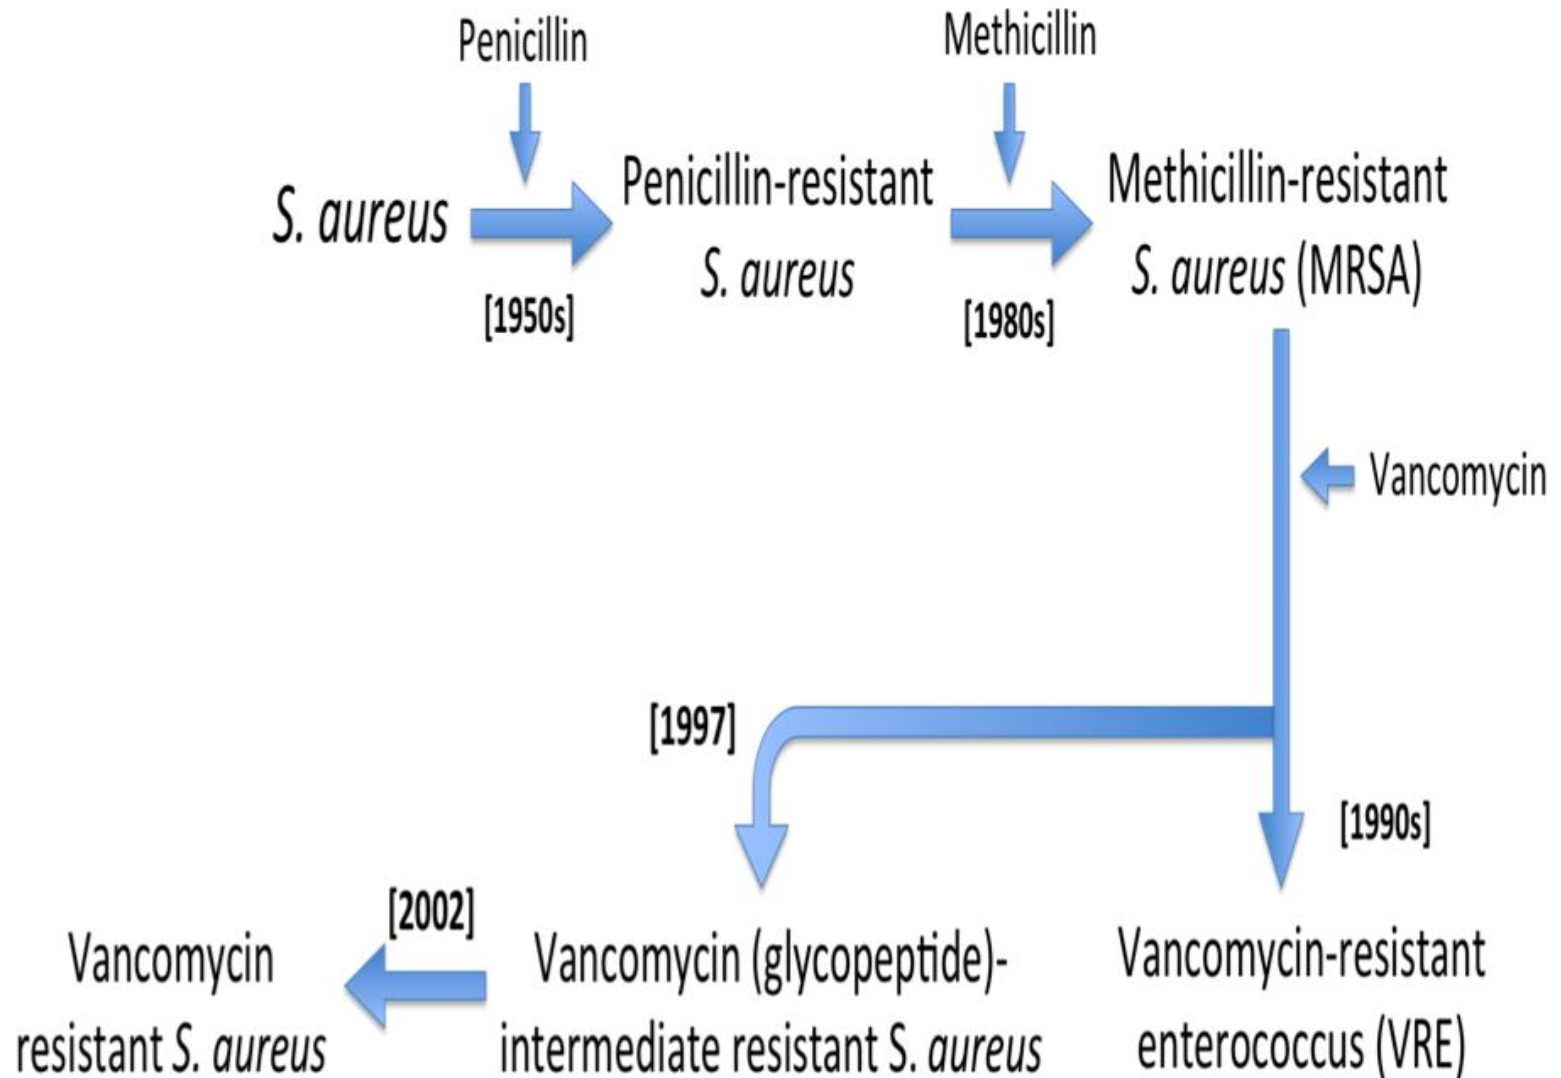 Penicillin
Methicillin
S. aureus
Penicillin-resistant
S. aureus
Methicillin-resistant
S. aureus (MRSA)
[1950s]
[1980s]
Vancomycin
[1997]
[1990s]
[2002]
Vancomycin
resistant S. aureus
Vancomycin (glycopeptide)-
intermediate resistant S. aureus
Vancomycin-resistant
enterococcus (VRE)